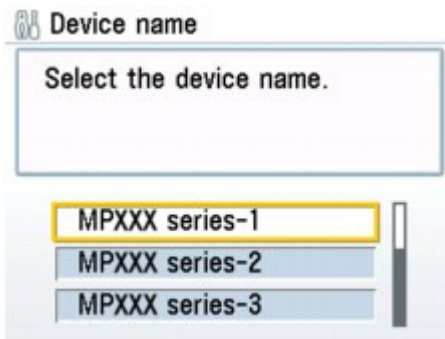 Device name
Select the device name.
MPXXX series-1
MPXXX series-2
MPXXX series-3